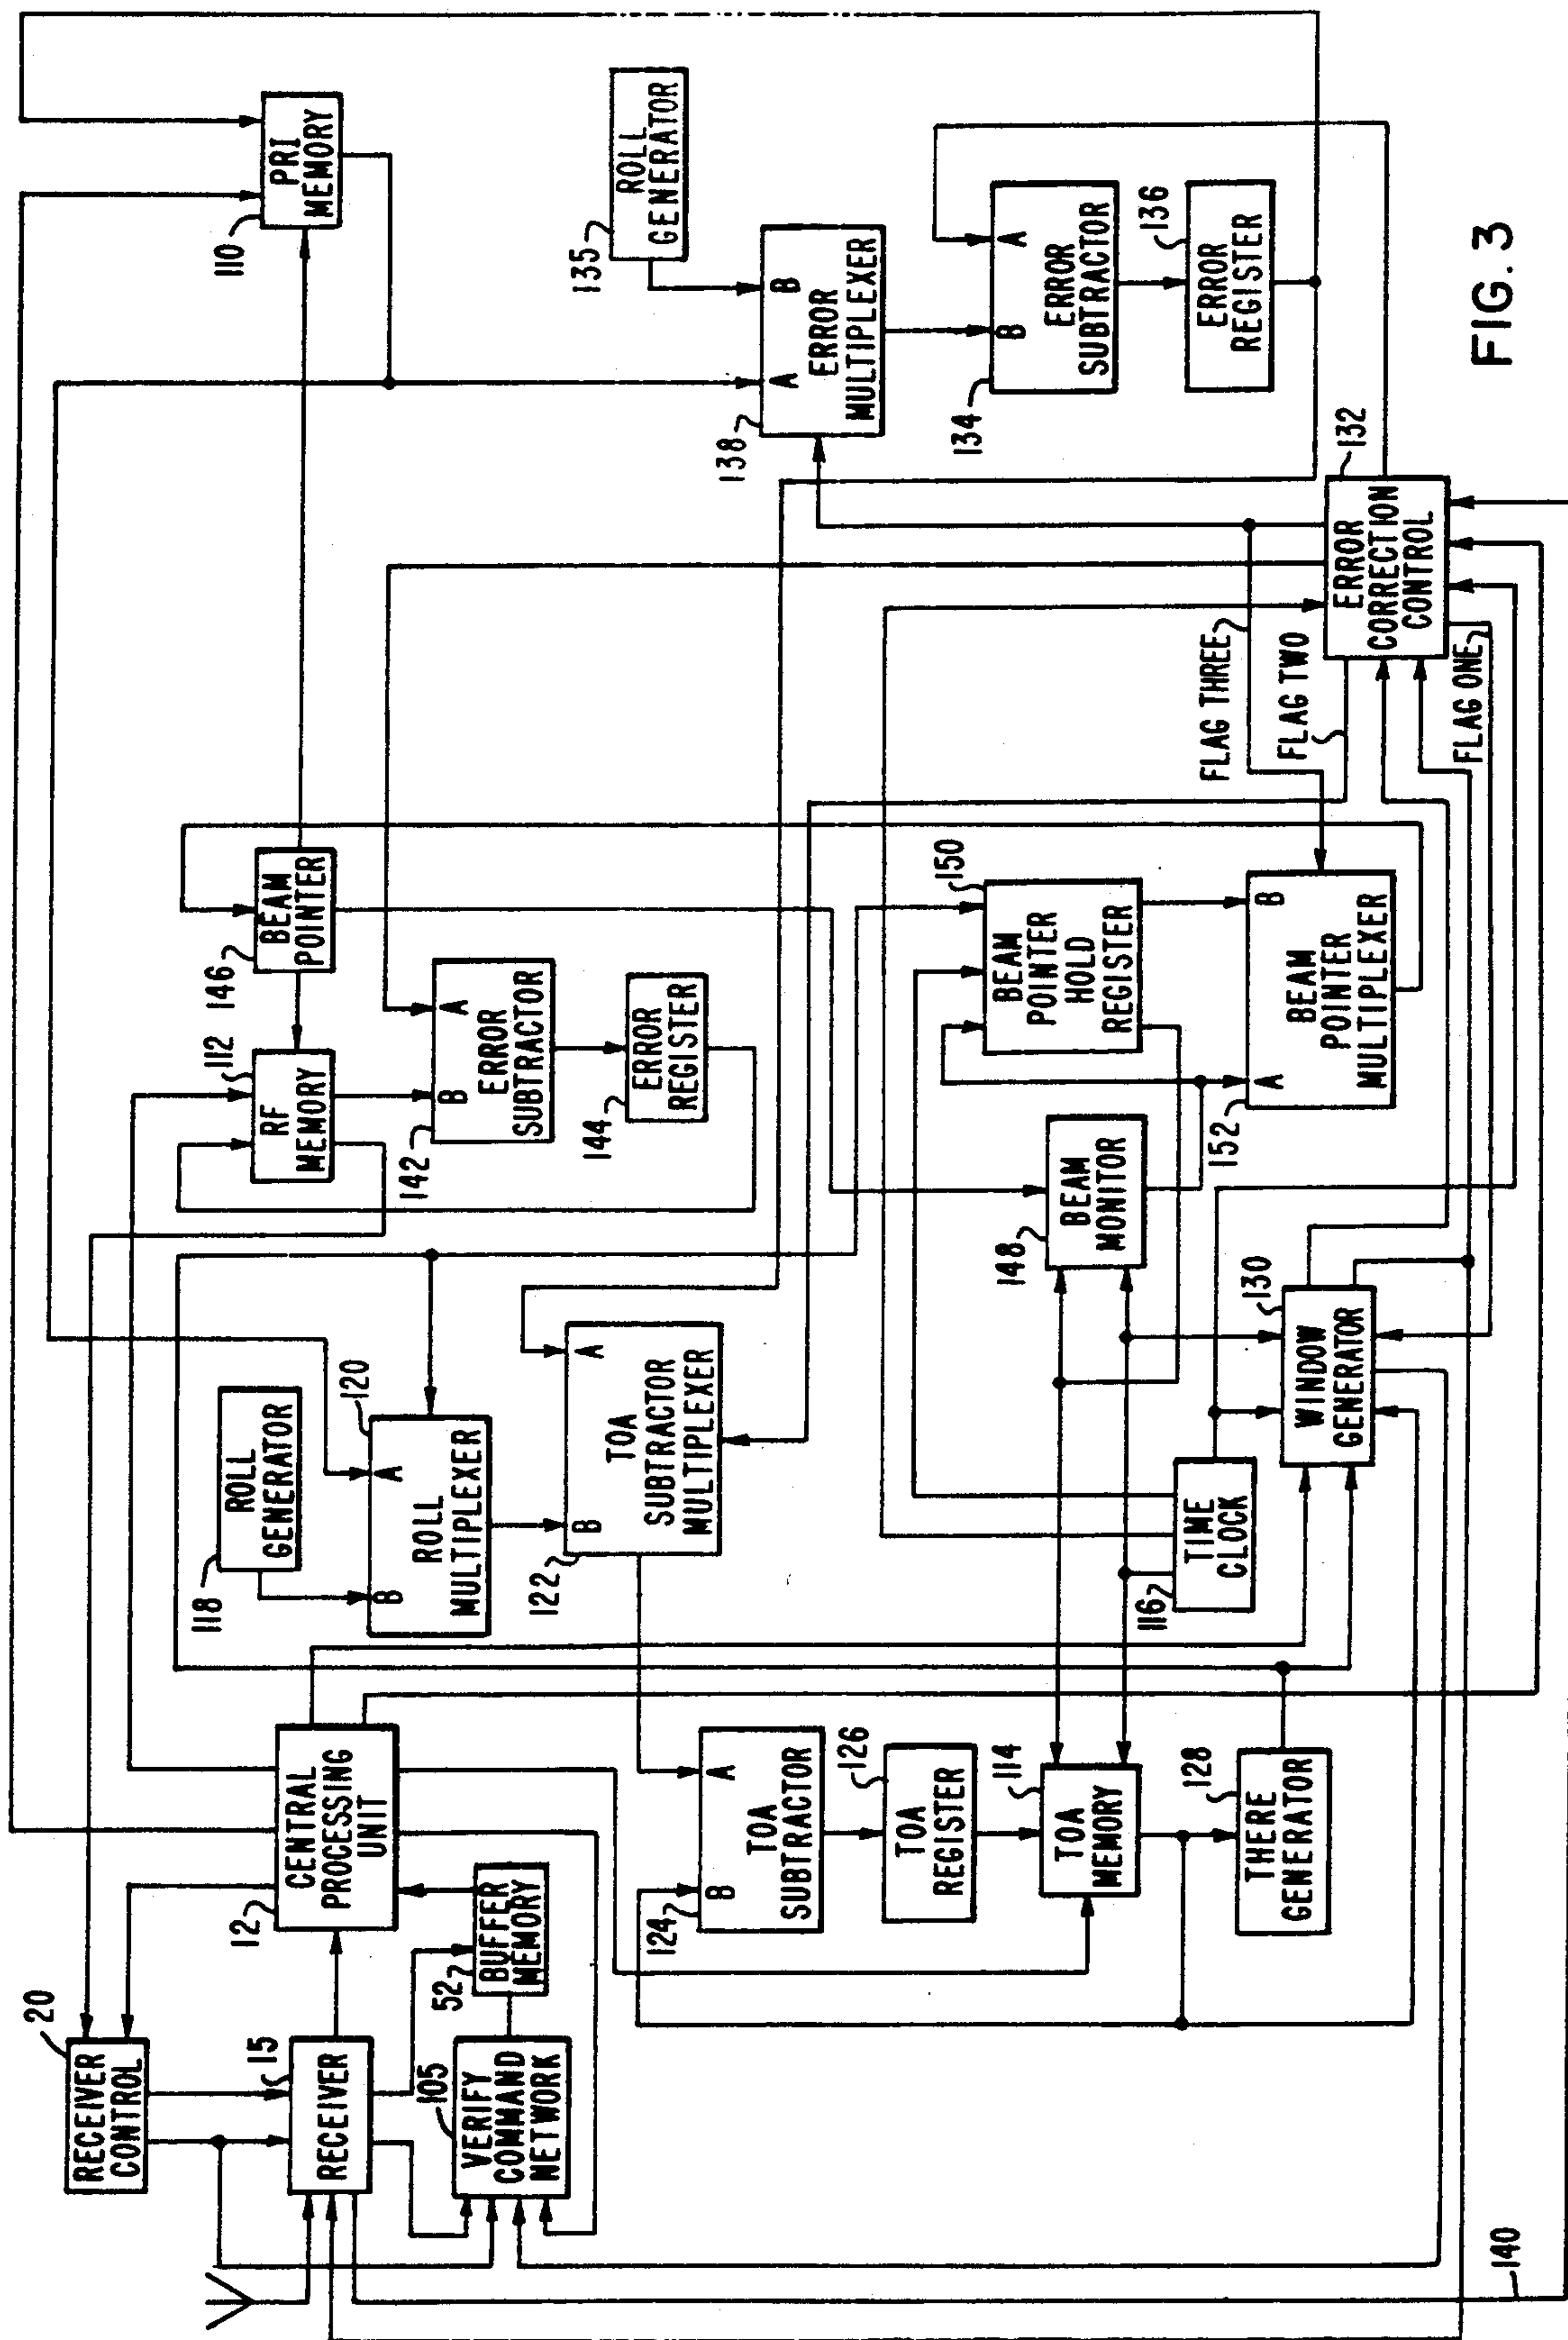 20
RECEIVER
CONTROL
15
RECEIVER
105
VERIFY
COMMAND
NETWORK
52
BUFFER
MEMORY
12
CENTRAL
PROCESSING
UNIT
140
118
ROLL
GENERATOR
120
A
B
ROLL
MULTIPLEXER
122
A
B
TOA
SUBTRACTOR
MULTIPLEXER
124
A
B
TOA
SUBTRACTOR
126
TOA
REGISTER
114
TOA
MEMORY
128
THERE
GENERATOR
116
TIME
CLOCK
130
WINDOW
GENERATOR
112
RF
MEMORY
146
BEAM
POINTER
142
A
B
ERROR
SUBTRACTOR
144
ERROR
REGISTER
148
BEAM
MONITOR
150
BEAM
POINTER
HOLD
REGISTER
152
A
B
BEAM
POINTER
MULTIPLEXER
FLAG THREE
FLAG TWO
FLAG ONE
132
ERROR
CORRECTION
CONTROL
110
PRI
MEMORY
135
ROLL
GENERATOR
138
A
B
ERROR
MULTIPLEXER
134
B
A
ERROR
SUBTRACTOR
136
ERROR
REGISTER
FIG. 3